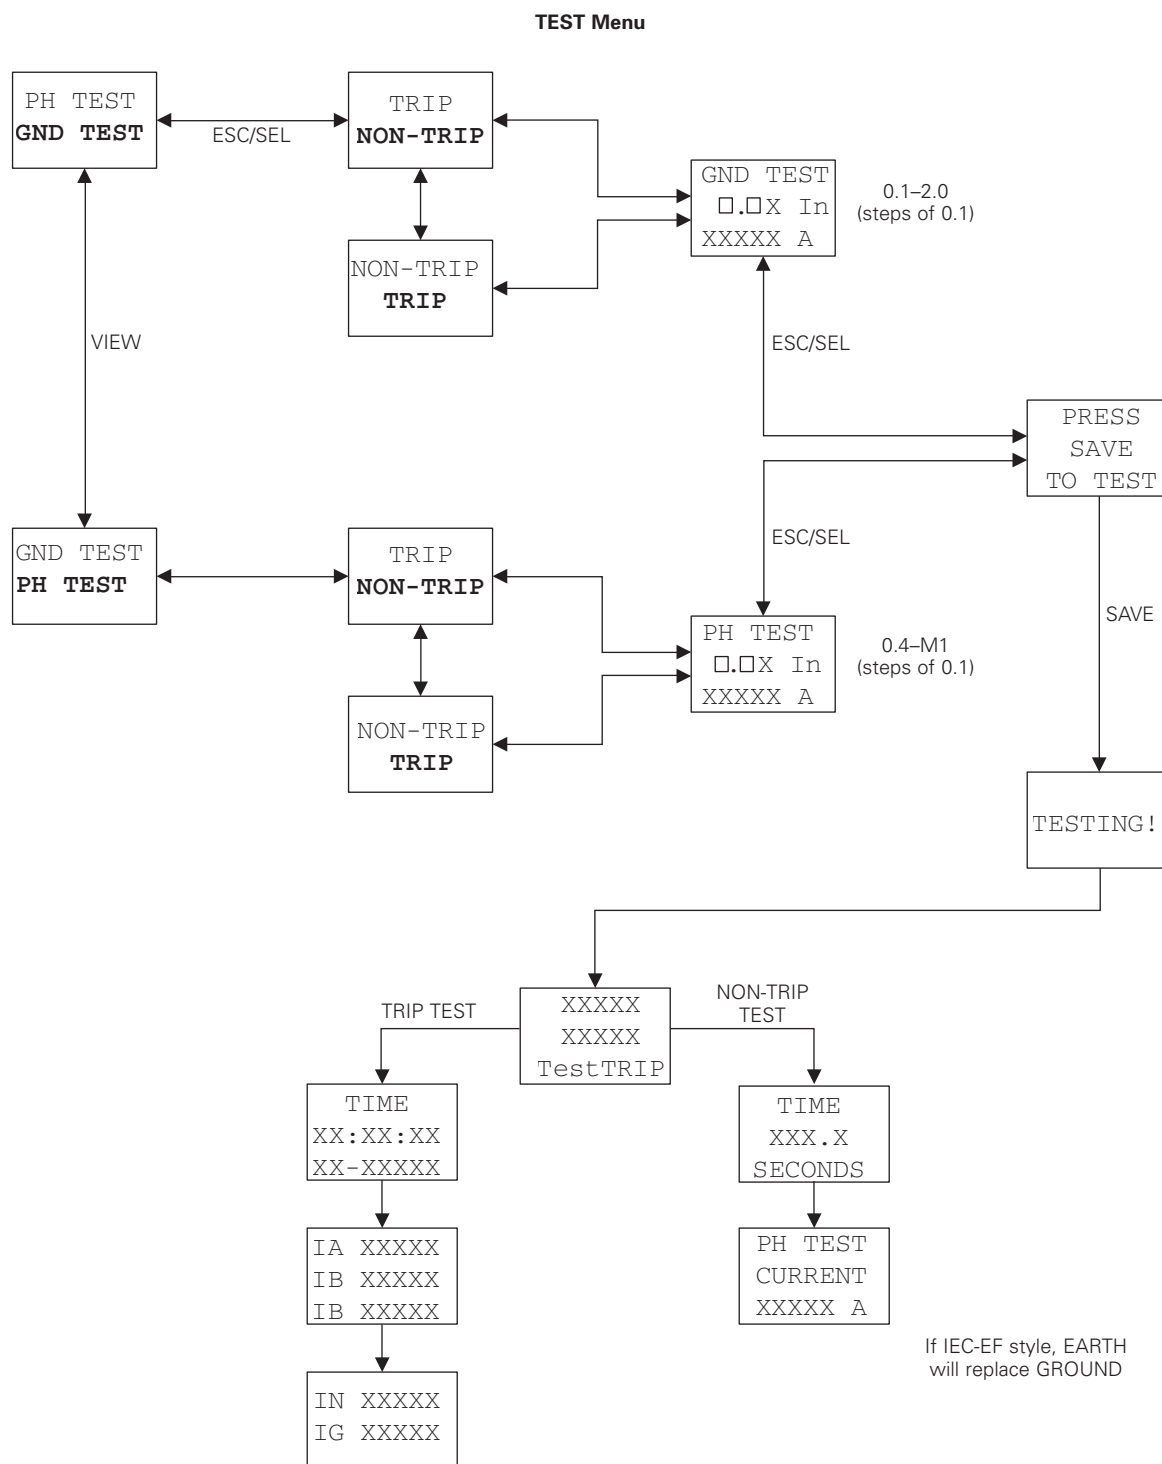 TEST Menu
PH TEST
GND TEST
ESC/SEL
TRIP
NON-TRIP
NON-TRIP
TRIP
GND TEST
□.□X In
XXXXX A
0.1–2.0
(steps of 0.1)
VIEW
ESC/SEL
PRESS
SAVE
TO TEST
GND TEST
PH TEST
TRIP
NON-TRIP
NON-TRIP
TRIP
ESC/SEL
PH TEST
□.□X In
XXXXX A
0.4–M1
(steps of 0.1)
SAVE
TESTING!
TRIP TEST
XXXXX
XXXXX
TestTRIP
NON-TRIP
TEST
TIME
XX:XX:XX
XX-XXXXX
TIME
XXX.X
SECONDS
IA XXXXX
IB XXXXX
IB XXXXX
PH TEST
CURRENT
XXXXX A
IN XXXXX
IG XXXXX
If IEC-EF style, EARTH
will replace GROUND